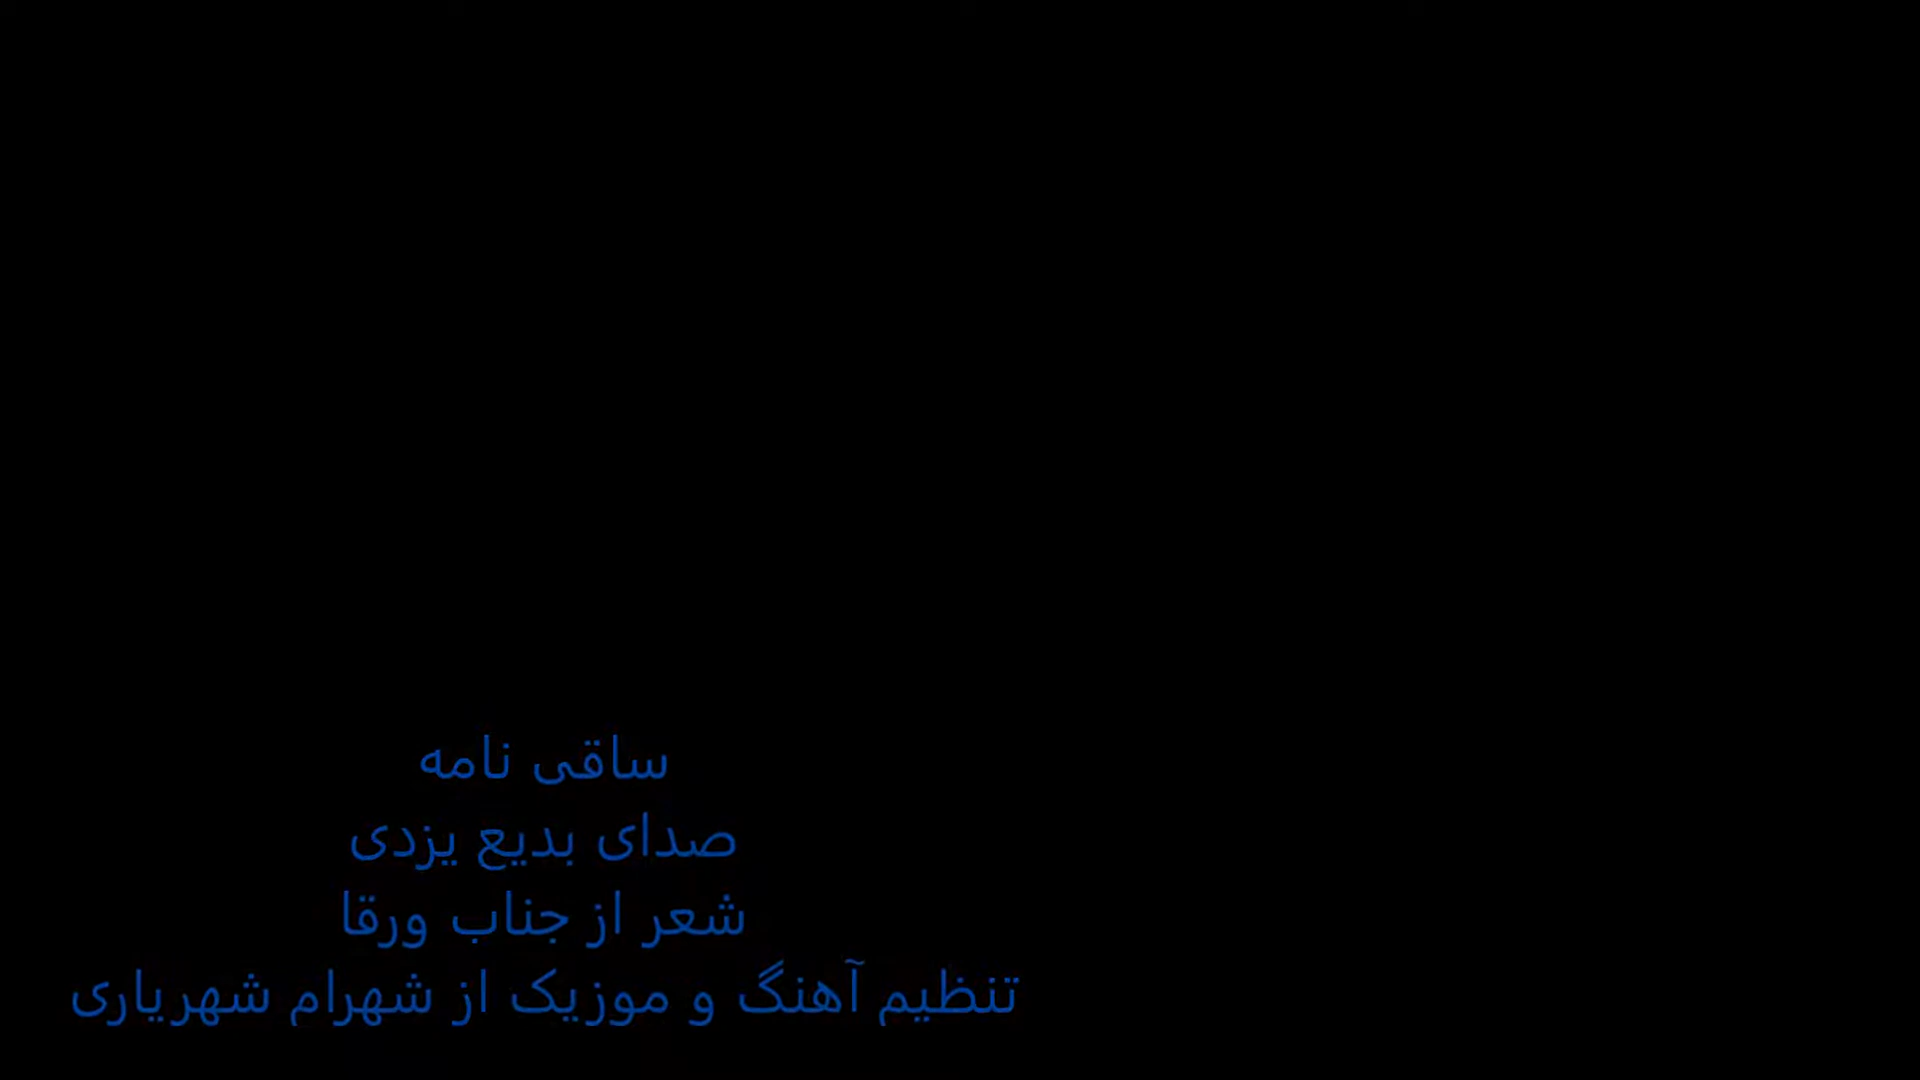 ساقی نامه
صدای بدیع یزدی
شعر از جناب ورقا
تنظیم آهنگ و موزیک از شهرام شهریاری